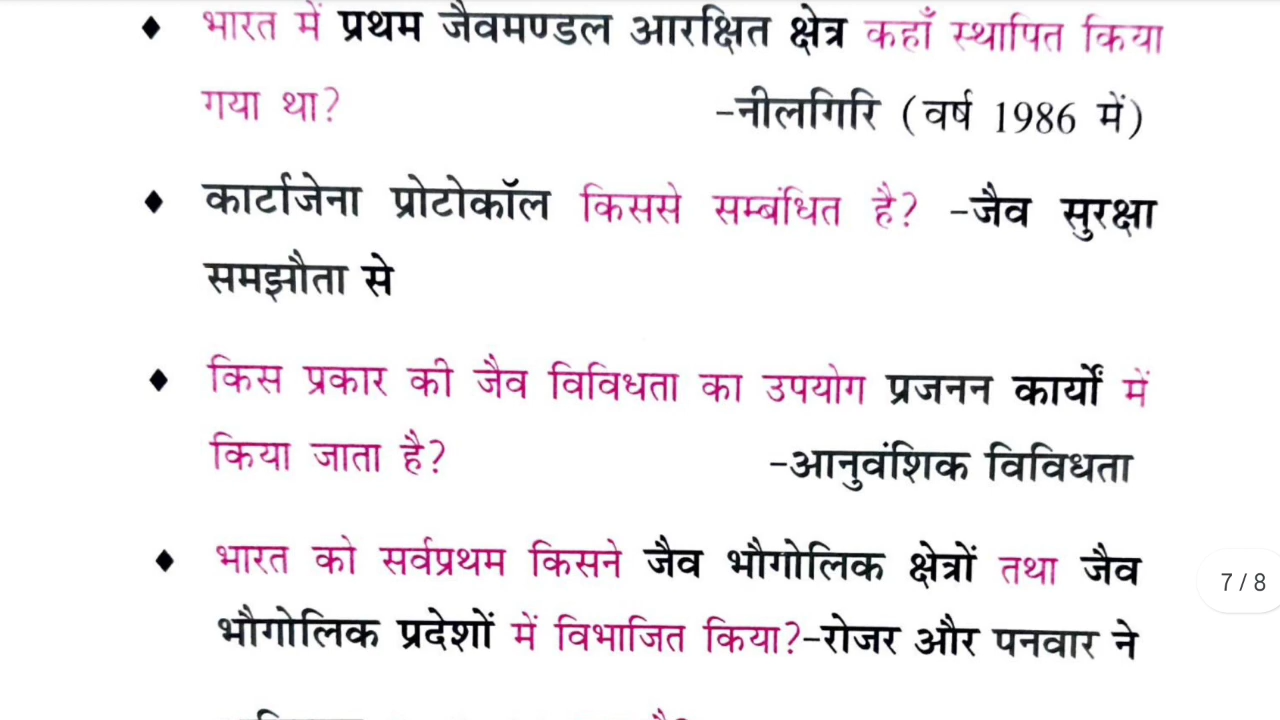 ♦ भारत में प्रथम जैवमण्डल आरक्षित क्षेत्र कहाँ स्थापित किया
गया था? -नीलगिरि (वर्ष 1986 में)
♦ कार्टाजेना प्रोटोकॉल किससे सम्बंधित है? -जैव सुरक्षा
समझौता से
♦ किस प्रकार की जैव विविधता का उपयोग प्रजनन कार्यों में
किया जाता है? -आनुवंशिक विविधता
♦ भारत को सर्वप्रथम किसने जैव भौगोलिक क्षेत्रों तथा जैव
भौगोलिक प्रदेशों में विभाजित किया?-रोजर और पनवार ने
7 / 8